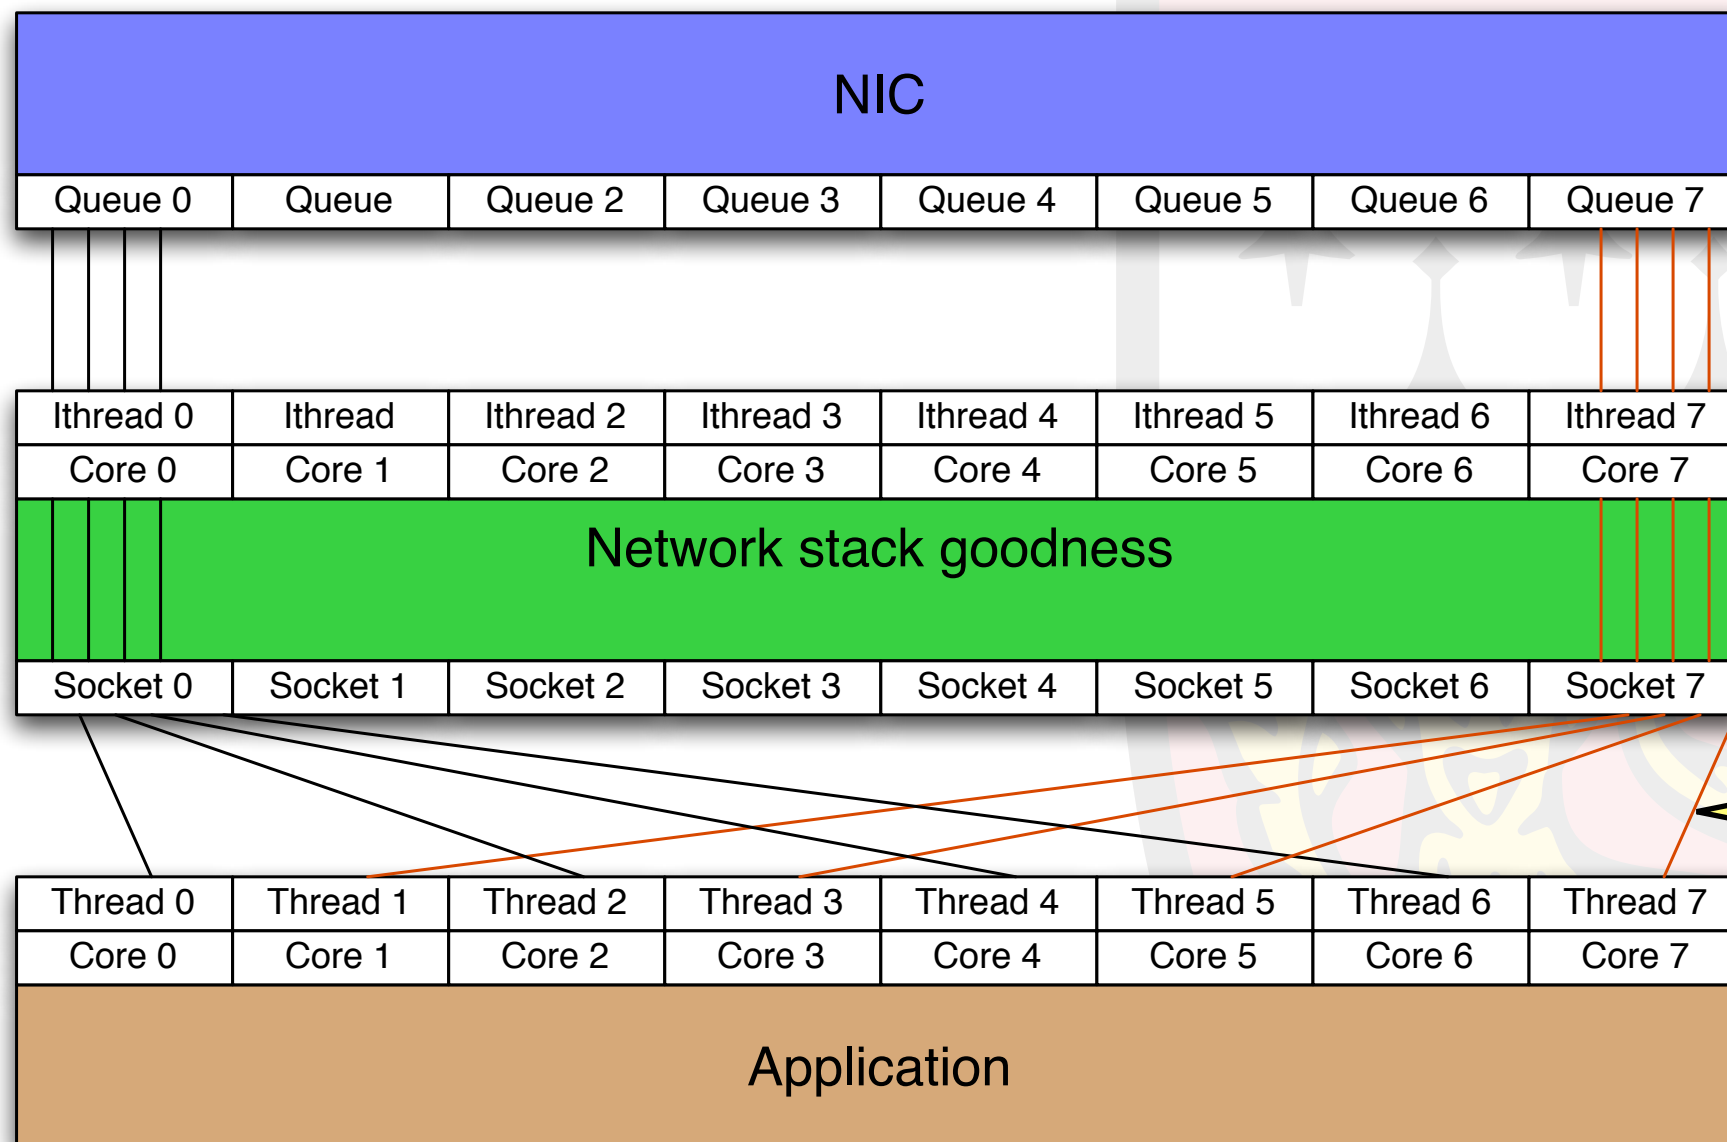 NIC
Queue 0 Queue Queue 2 Queue 3 Queue 4 Queue 5 Queue 6 Queue 7
Ithread 0 Ithread Ithread 2 Ithread 3 Ithread 4 Ithread 5 Ithread 6 Ithread 7
Core 0 Core 1 Core 2 Core 3 Core 4 Core 5 Core 6 Core 7
Network stack goodness
Socket 0 Socket 1 Socket 2 Socket 3 Socket 4 Socket 5 Socket 6 Socket 7
Thread 0 Thread 1 Thread 2 Thread 3 Thread 4 Thread 5 Thread 6 Thread 7
Core 0 Core 1 Core 2 Core 3 Core 4 Core 5 Core 6 Core 7
Application